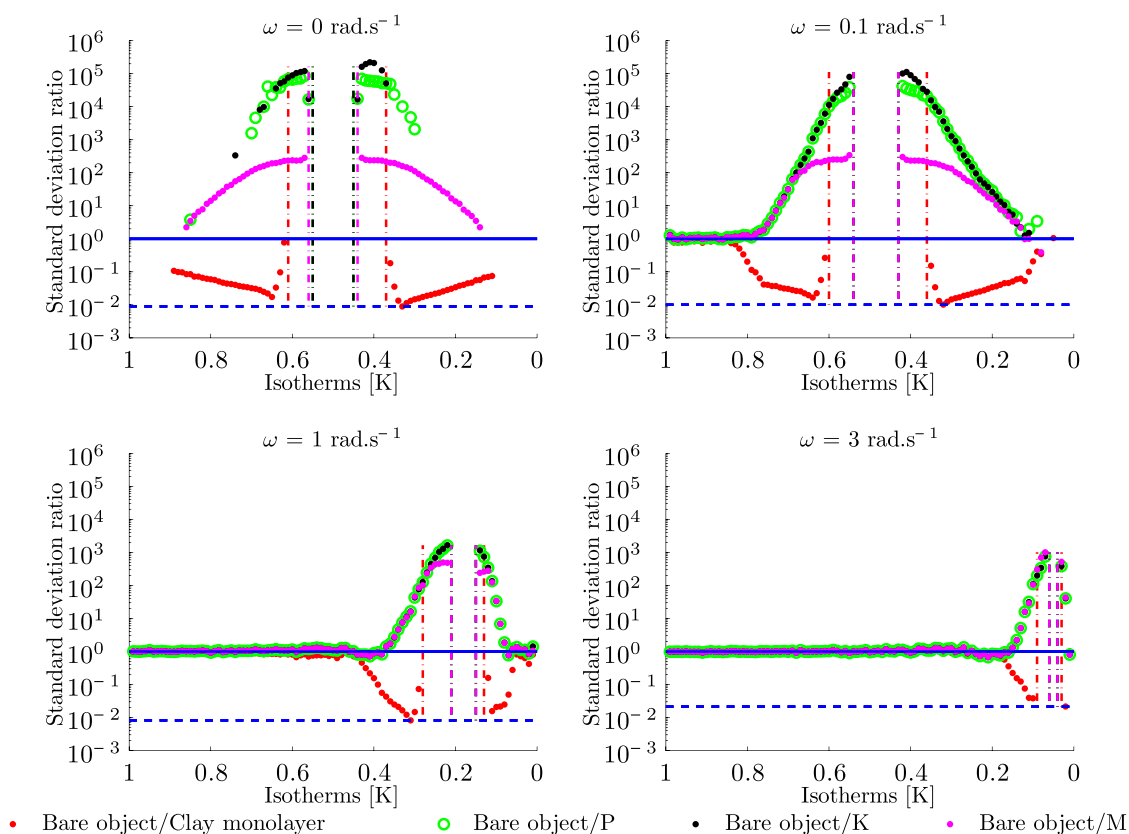 ω = 0 rad.s⁻¹
Standard deviation ratio
10⁶
10⁵
10⁴
10³
10²
10¹
10⁰
10⁻¹
10⁻²
10⁻³
1 0.8 0.6 0.4 0.2 0
Isotherms [K]
ω = 0.1 rad.s⁻¹
Standard deviation ratio
10⁶
10⁵
10⁴
10³
10²
10¹
10⁰
10⁻¹
10⁻²
10⁻³
1 0.8 0.6 0.4 0.2 0
Isotherms [K]
ω = 1 rad.s⁻¹
Standard deviation ratio
10⁶
10⁵
10⁴
10³
10²
10¹
10⁰
10⁻¹
10⁻²
10⁻³
1 0.8 0.6 0.4 0.2 0
Isotherms [K]
ω = 3 rad.s⁻¹
Standard deviation ratio
10⁶
10⁵
10⁴
10³
10²
10¹
10⁰
10⁻¹
10⁻²
10⁻³
1 0.8 0.6 0.4 0.2 0
Isotherms [K]
Bare object/Clay monolayer Bare object/P Bare object/K Bare object/M